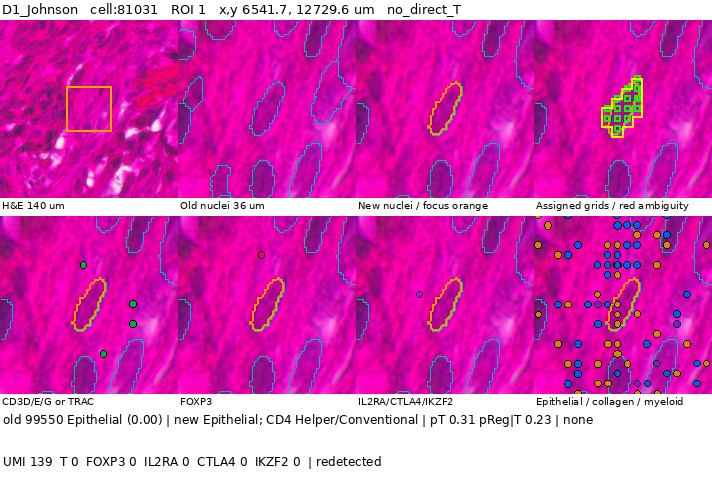 D1_Johnson   cell:81031   ROI 1   x,y 6541.7, 12729.6 um   no_direct_T
H&E 140 um
Old nuclei 36 um
New nuclei / focus orange
Assigned grids / red ambiguity
CD3D/E/G or TRAC
FOXP3
IL2RA/CTLA4/IKZF2
Epithelial / collagen / myeloid
old 99550 Epithelial (0.00) | new Epithelial; CD4 Helper/Conventional | pT 0.31 pReg|T 0.23 | none
UMI 139  T 0  FOXP3 0  IL2RA 0  CTLA4 0  IKZF2 0  | redetected